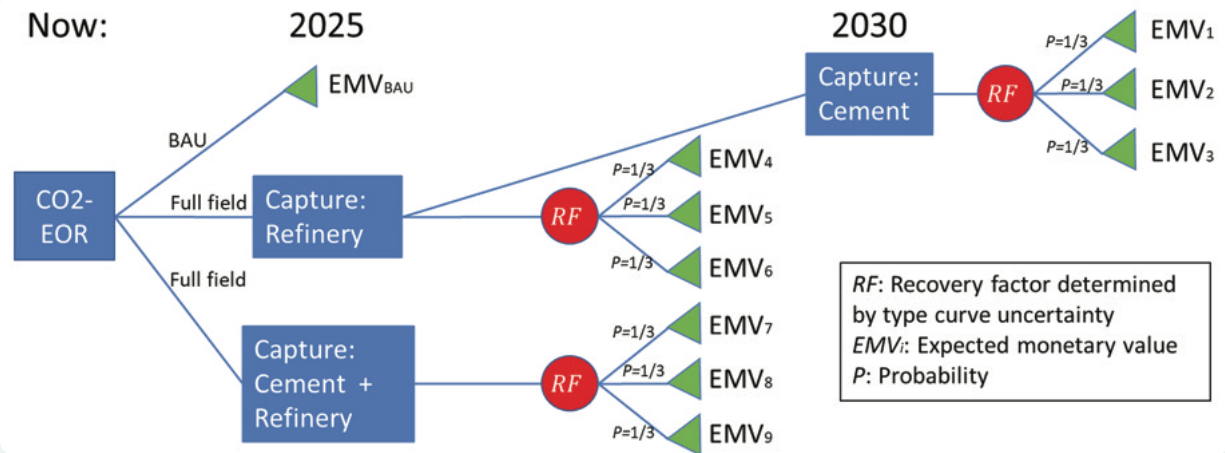 Now:
2025
2030
EMV₁
P=1/3
EMVBAU
Capture:
Cement
RF
P=1/3
EMV₂
P=1/3
EMV₃
BAU
EMV₄
P=1/3
CO2-
EOR
Full field
Capture:
Refinery
RF
P=1/3
EMV₅
P=1/3
EMV₆
Full field
EMV₇
P=1/3
Capture:
Cement +
Refinery
RF
P=1/3
EMV₈
P=1/3
EMV₉
RF: Recovery factor determined
by type curve uncertainty
EMVᵢ: Expected monetary value
P: Probability